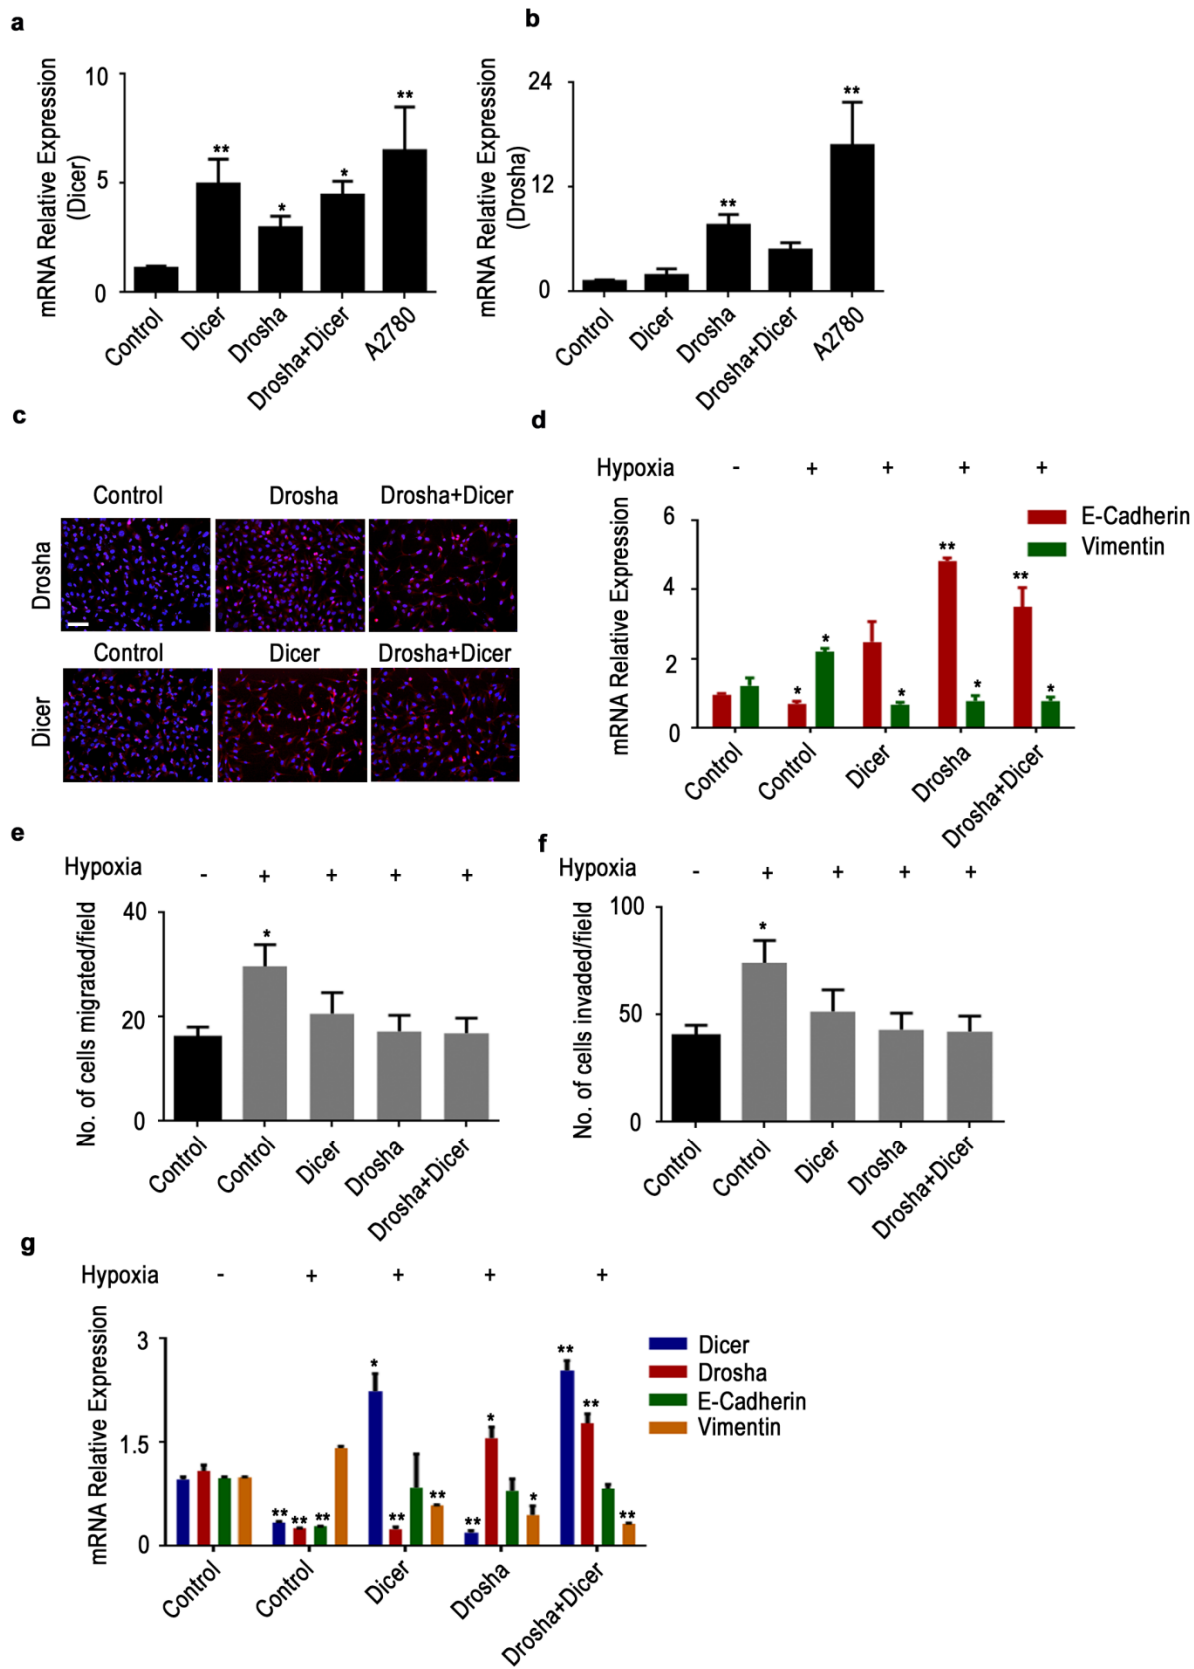 a
mRNA Relative Expression
(Dicer)
10
5
0
** * * **
Control Dicer Drosha Drosha+Dicer A2780
b
mRNA Relative Expression
(Drosha)
24
12
0
** **
Control Dicer Drosha Drosha+Dicer A2780
c
Control Drosha Drosha+Dicer
Drosha
Control Dicer Drosha+Dicer
Dicer
d
Hypoxia - + + + +
mRNA Relative Expression
6
4
2
0
E-Cadherin
Vimentin
* * * ** * ** *
Control Control Dicer Drosha Drosha+Dicer
e
Hypoxia - + + + +
No. of cells migrated/field
40
20
0
*
Control Control Dicer Drosha Drosha+Dicer
f
Hypoxia - + + + +
No. of cells invaded/field
100
50
0
*
Control Control Dicer Drosha Drosha+Dicer
g
Hypoxia - + + + +
mRNA Relative Expression
3
1.5
0
Dicer
Drosha
E-Cadherin
Vimentin
** ** ** * ** ** ** * * ** ** **
Control Control Dicer Drosha Drosha+Dicer